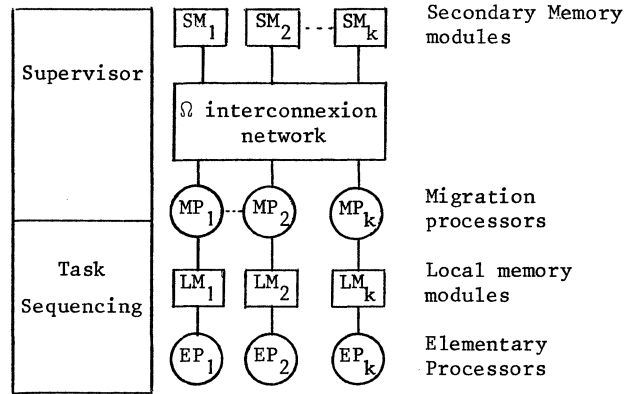 SM1 SM2 SMk
Secondary Memory
modules
Supervisor
Ω interconnexion
network
MP1 MP2 MPk
Migration
processors
Task
Sequencing
LM1 LM2 LMk
Local memory
modules
EP1 EP2 EPk
Elementary
Processors